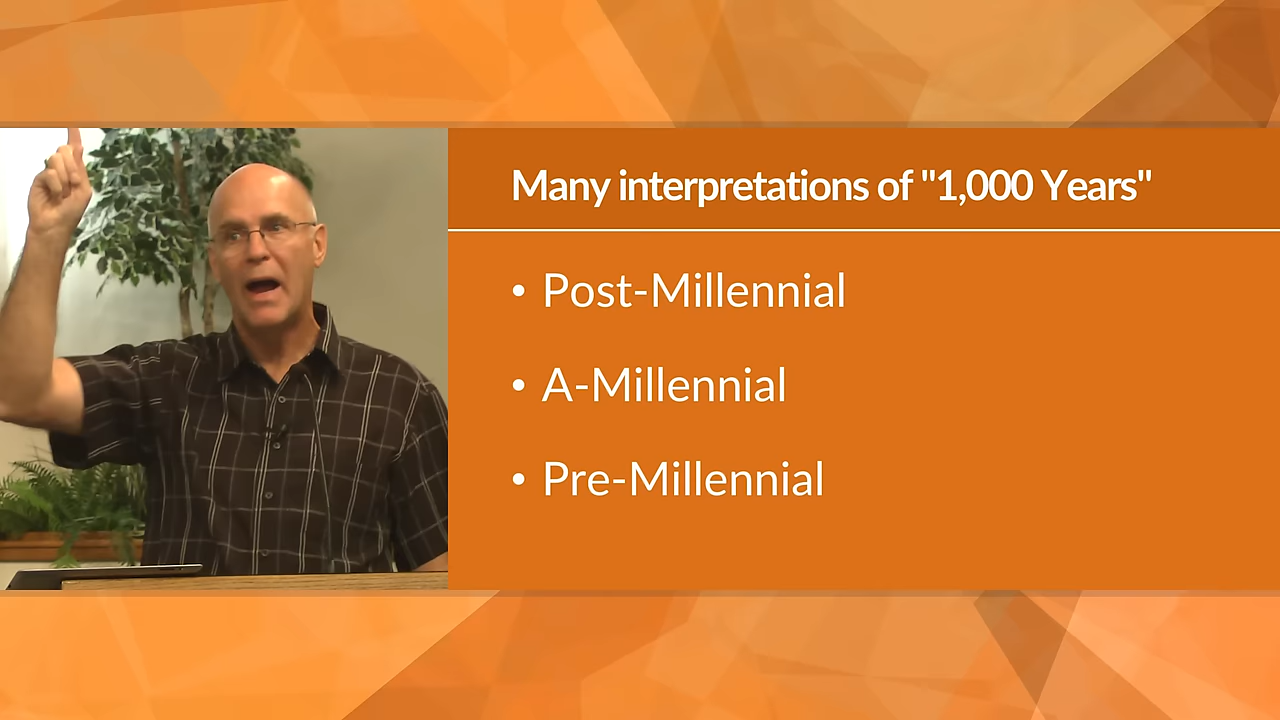 Many interpretations of "1,000 Years"
• Post-Millennial
• A-Millennial
• Pre-Millennial